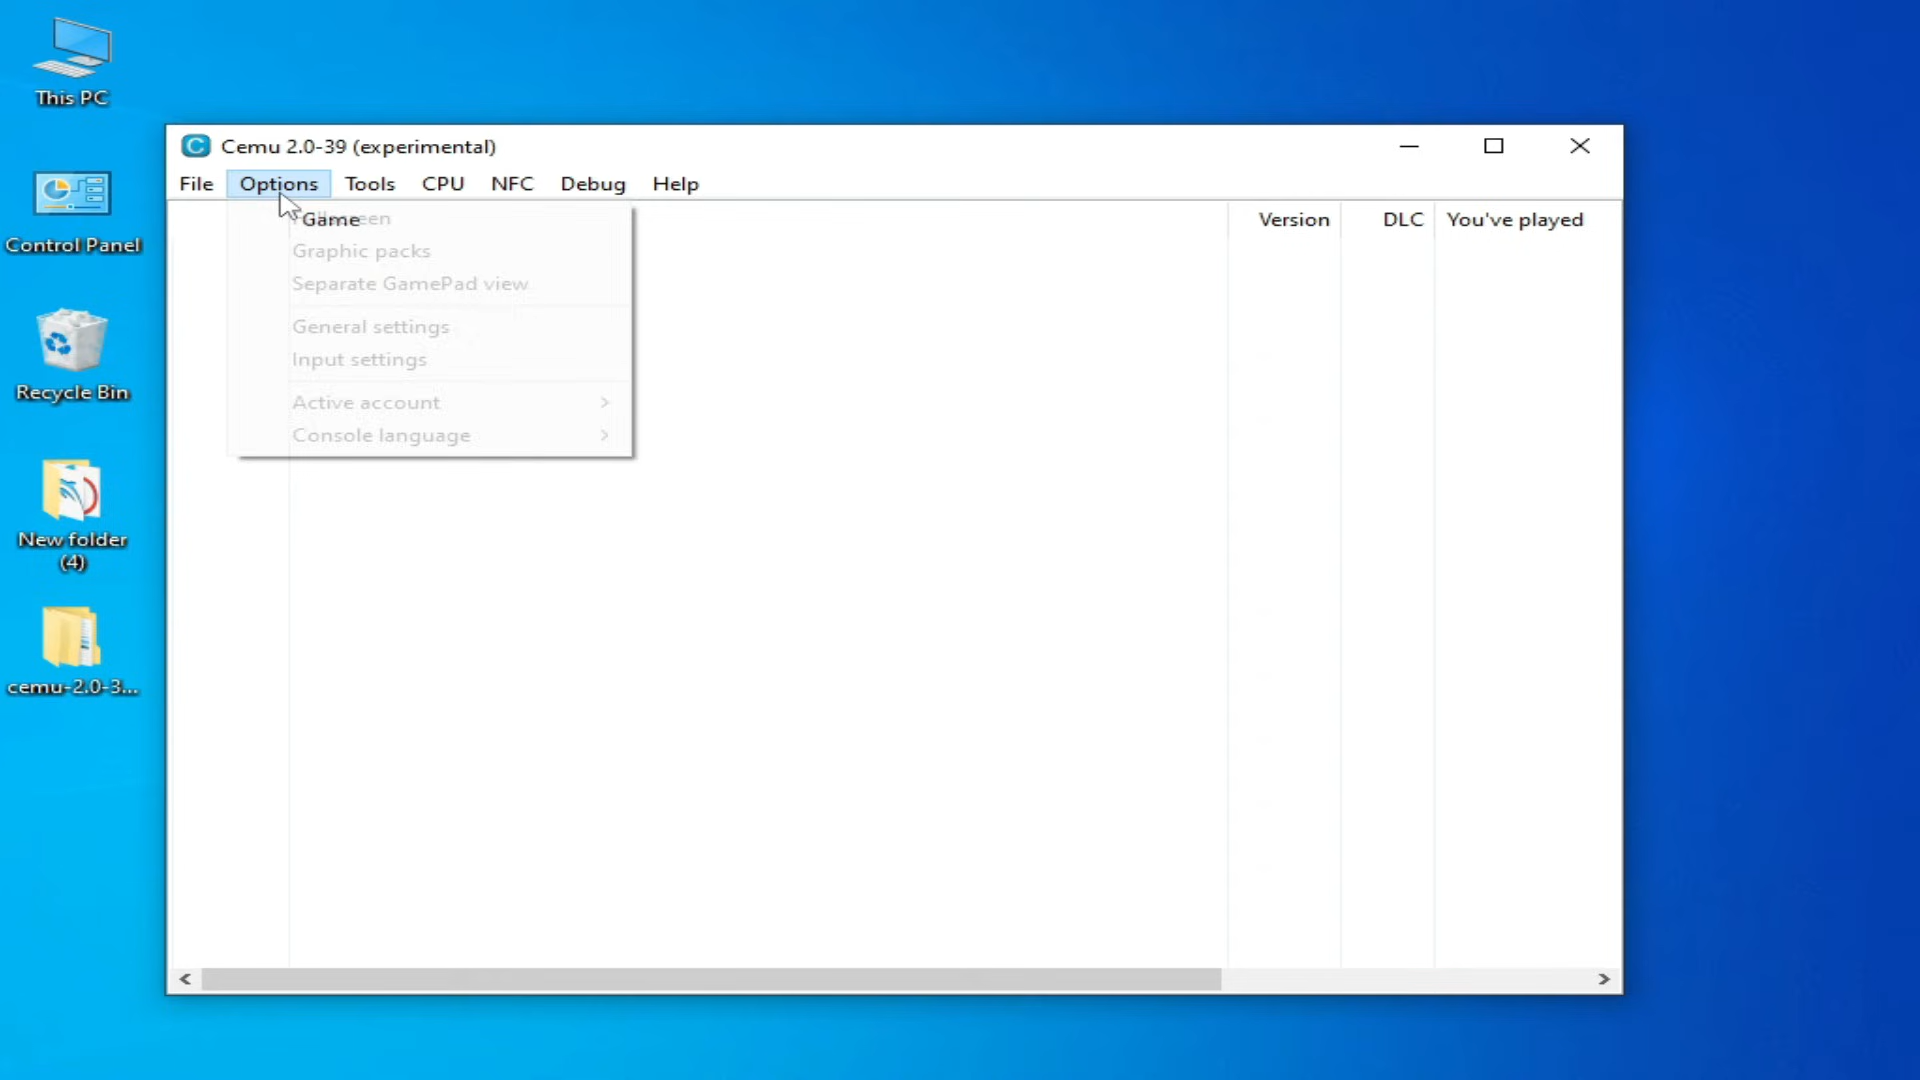 This PC
Control Panel
Recycle Bin
New folder
(4)
cemu-2.0-3...
Cemu 2.0-39 (experimental)
File Options Tools CPU NFC Debug Help
Game Version DLC You've played
Fullscreen
Graphic packs
Separate GamePad view
General settings
Input settings
Active account
Console language